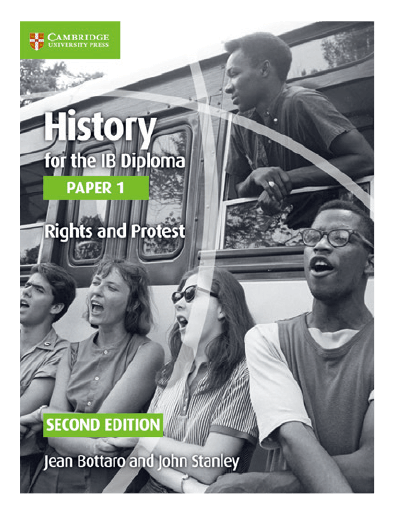 CAMBRIDGE
UNIVERSITY PRESS
History
for the IB Diploma
PAPER 1
Rights and Protest
SECOND EDITION
Jean Bottaro and John Stanley